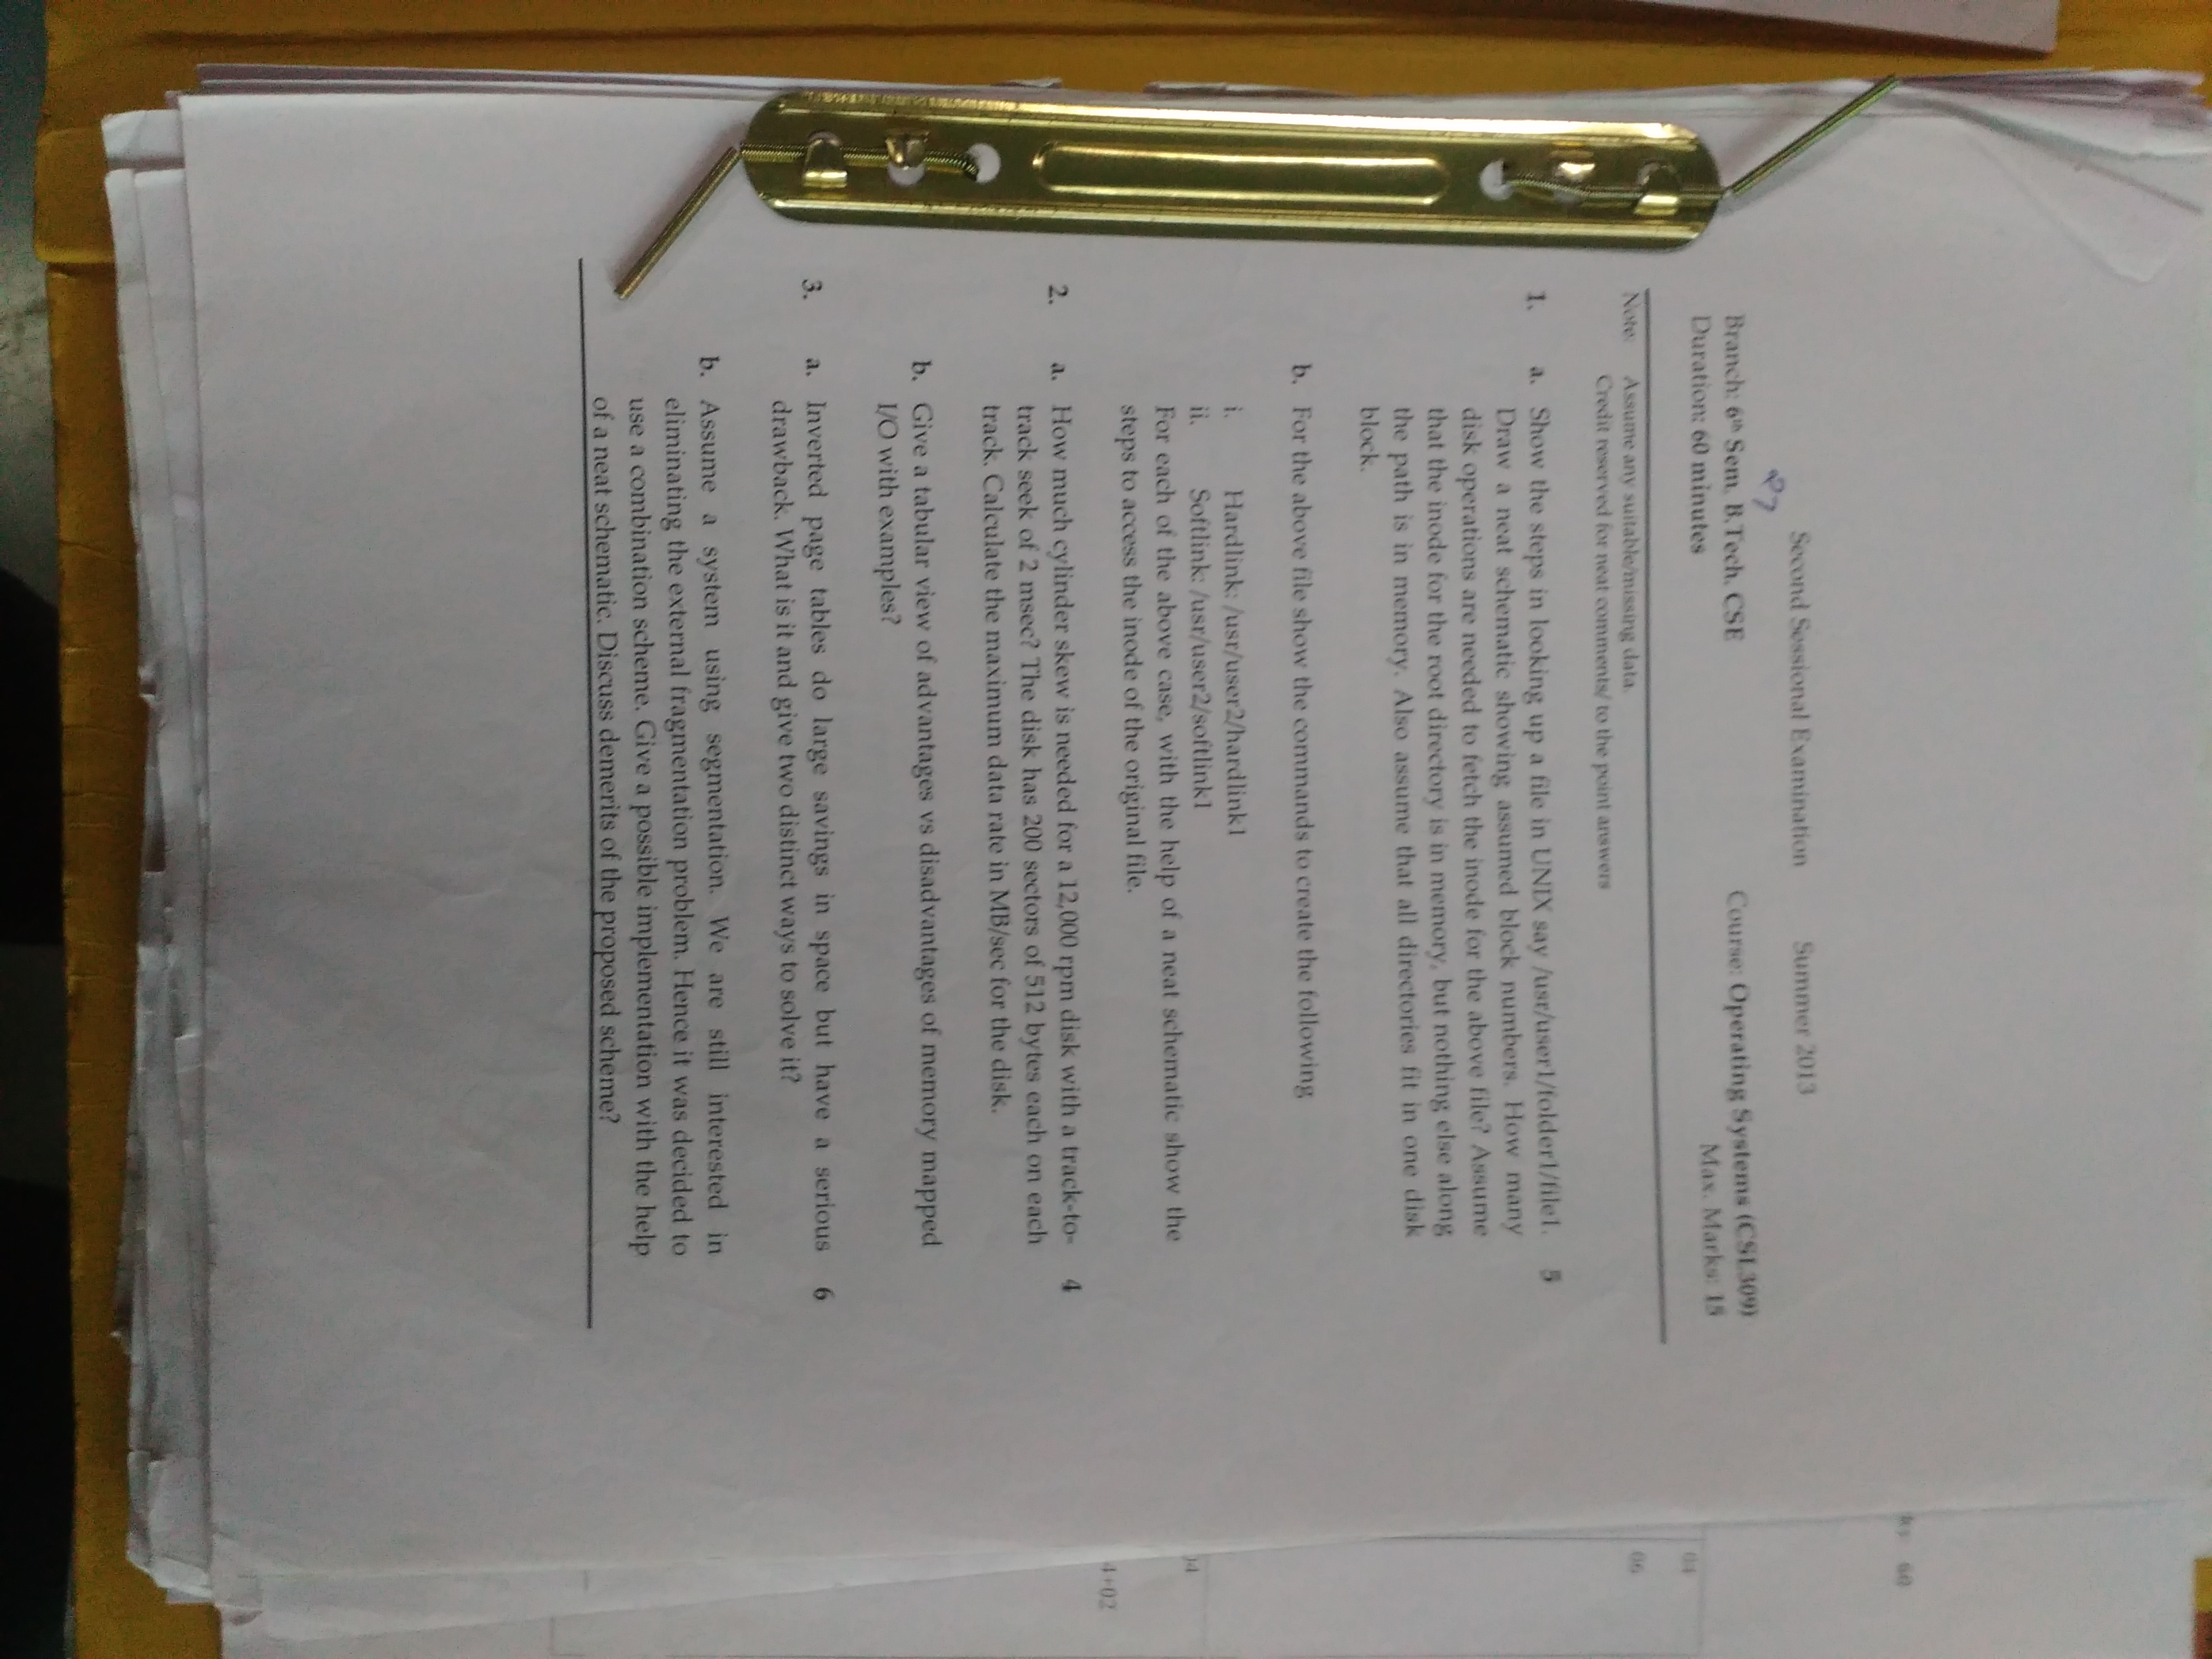 Second Sessional Examination Summer 2013
Branch: 6th Sem. B.Tech. CSE Course: Operating Systems (CSL309)
Duration: 60 minutes Max. Marks: 15
Note: Assume any suitable/missing data.
Credit reserved for neat comments/ to the point answers
1. a. Show the steps in looking up a file in UNIX say /usr/user1/folder1/file1. 5
Draw a neat schematic showing assumed block numbers. How many
disk operations are needed to fetch the inode for the above file? Assume
that the inode for the root directory is in memory, but nothing else along
the path is in memory. Also assume that all directories fit in one disk
block.
b. For the above file show the commands to create the following
i. Hardlink: /usr/user2/hardlink1
ii. Softlink: /usr/user2/softlink1
For each of the above case, with the help of a neat schematic show the
steps to access the inode of the original file.
2. a. How much cylinder skew is needed for a 12,000 rpm disk with a track-to-
track seek of 2 msec? The disk has 200 sectors of 512 bytes each on each
track. Calculate the maximum data rate in MB/sec for the disk. 4
b. Give a tabular view of advantages vs disadvantages of memory mapped
I/O with examples?
3. a. Inverted page tables do large savings in space but have a serious 6
drawback. What is it and give two distinct ways to solve it?
b. Assume a system using segmentation. We are still interested in
eliminating the external fragmentation problem. Hence it was decided to
use a combination scheme. Give a possible implementation with the help
of a neat schematic. Discuss demerits of the proposed scheme?
60
04
06
04
4+02